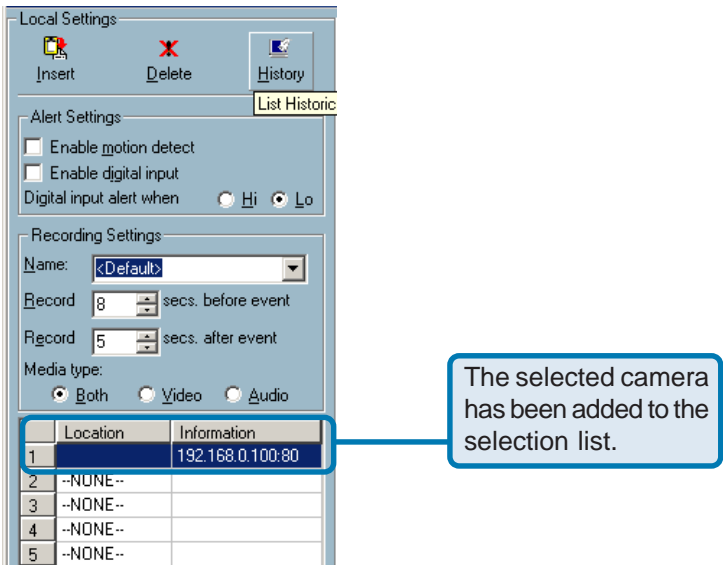 Local Settings
Insert Delete History
List Historic
Alert Settings
Enable motion detect
Enable digital input
Digital input alert when Hi Lo
Recording Settings
Name: <Default>
Record 8 secs. before event
Record 5 secs. after event
Media type:
Both Video Audio
Location Information
1 192.168.0.100:80
2 --NONE--
3 --NONE--
4 --NONE--
5 --NONE--
The selected camera
has been added to the
selection list.